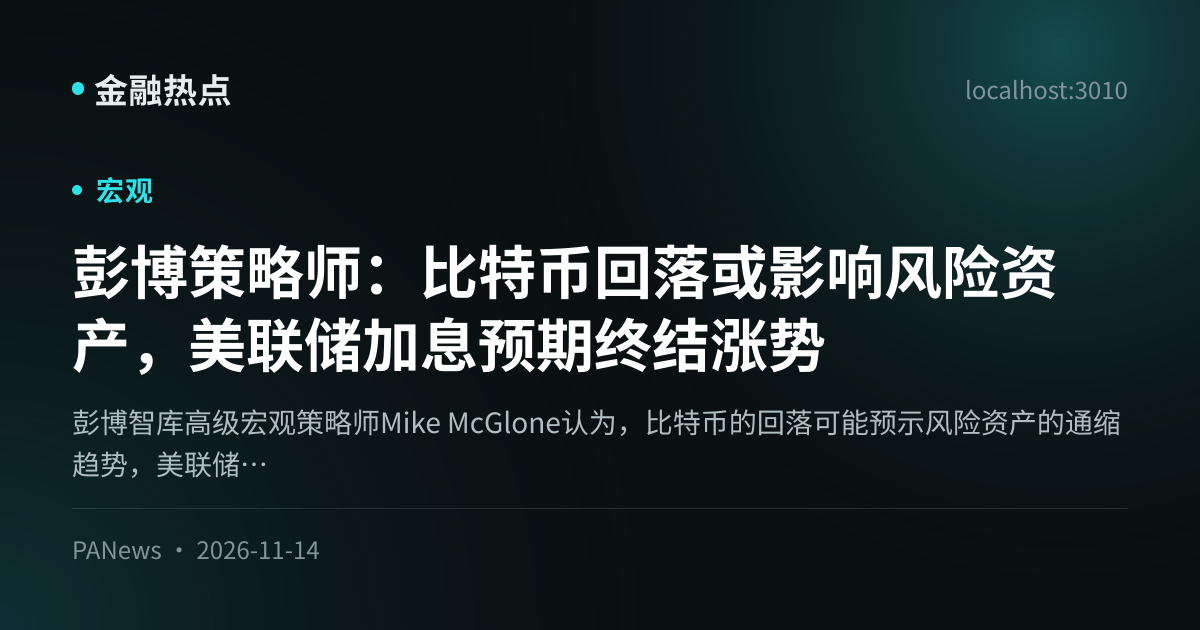 金融热点
localhost:3010
宏观
彭博策略师：比特币回落或影响风险资
产，美联储加息预期终结涨势
彭博智库高级宏观策略师Mike McGlone认为，比特币的回落可能预示风险资产的通缩
趋势，美联储…
PANews • 2026-11-14